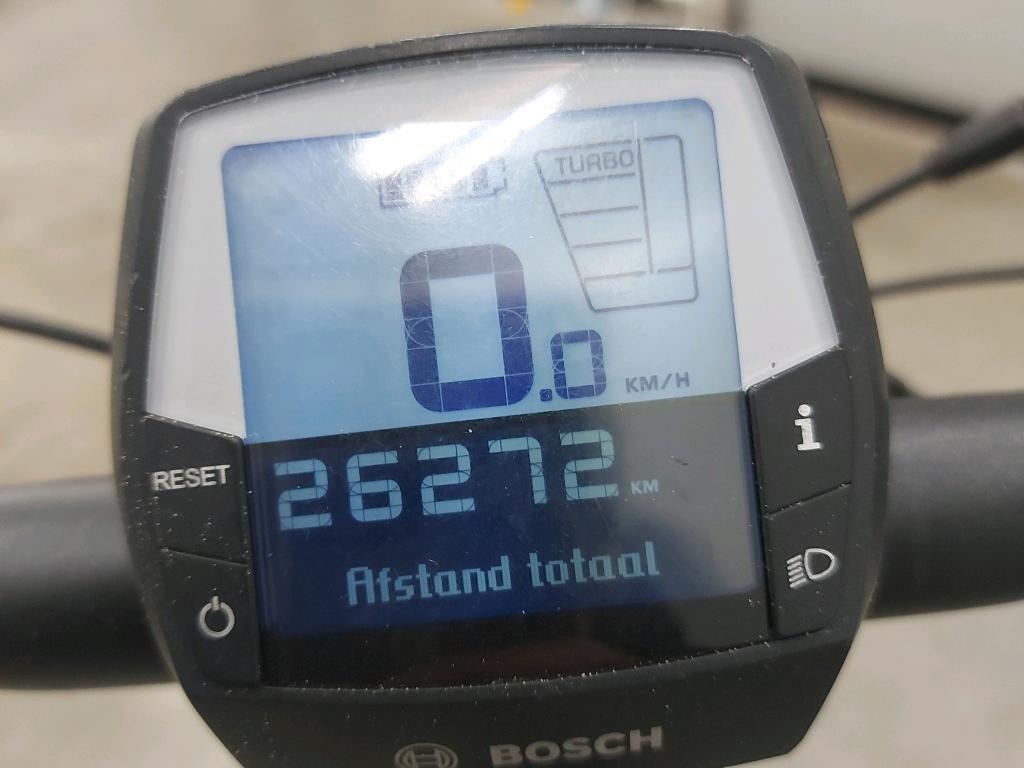 TURBO
0.0 KM/H
RESET
i
26272 KM
Afstand totaal
BOSCH